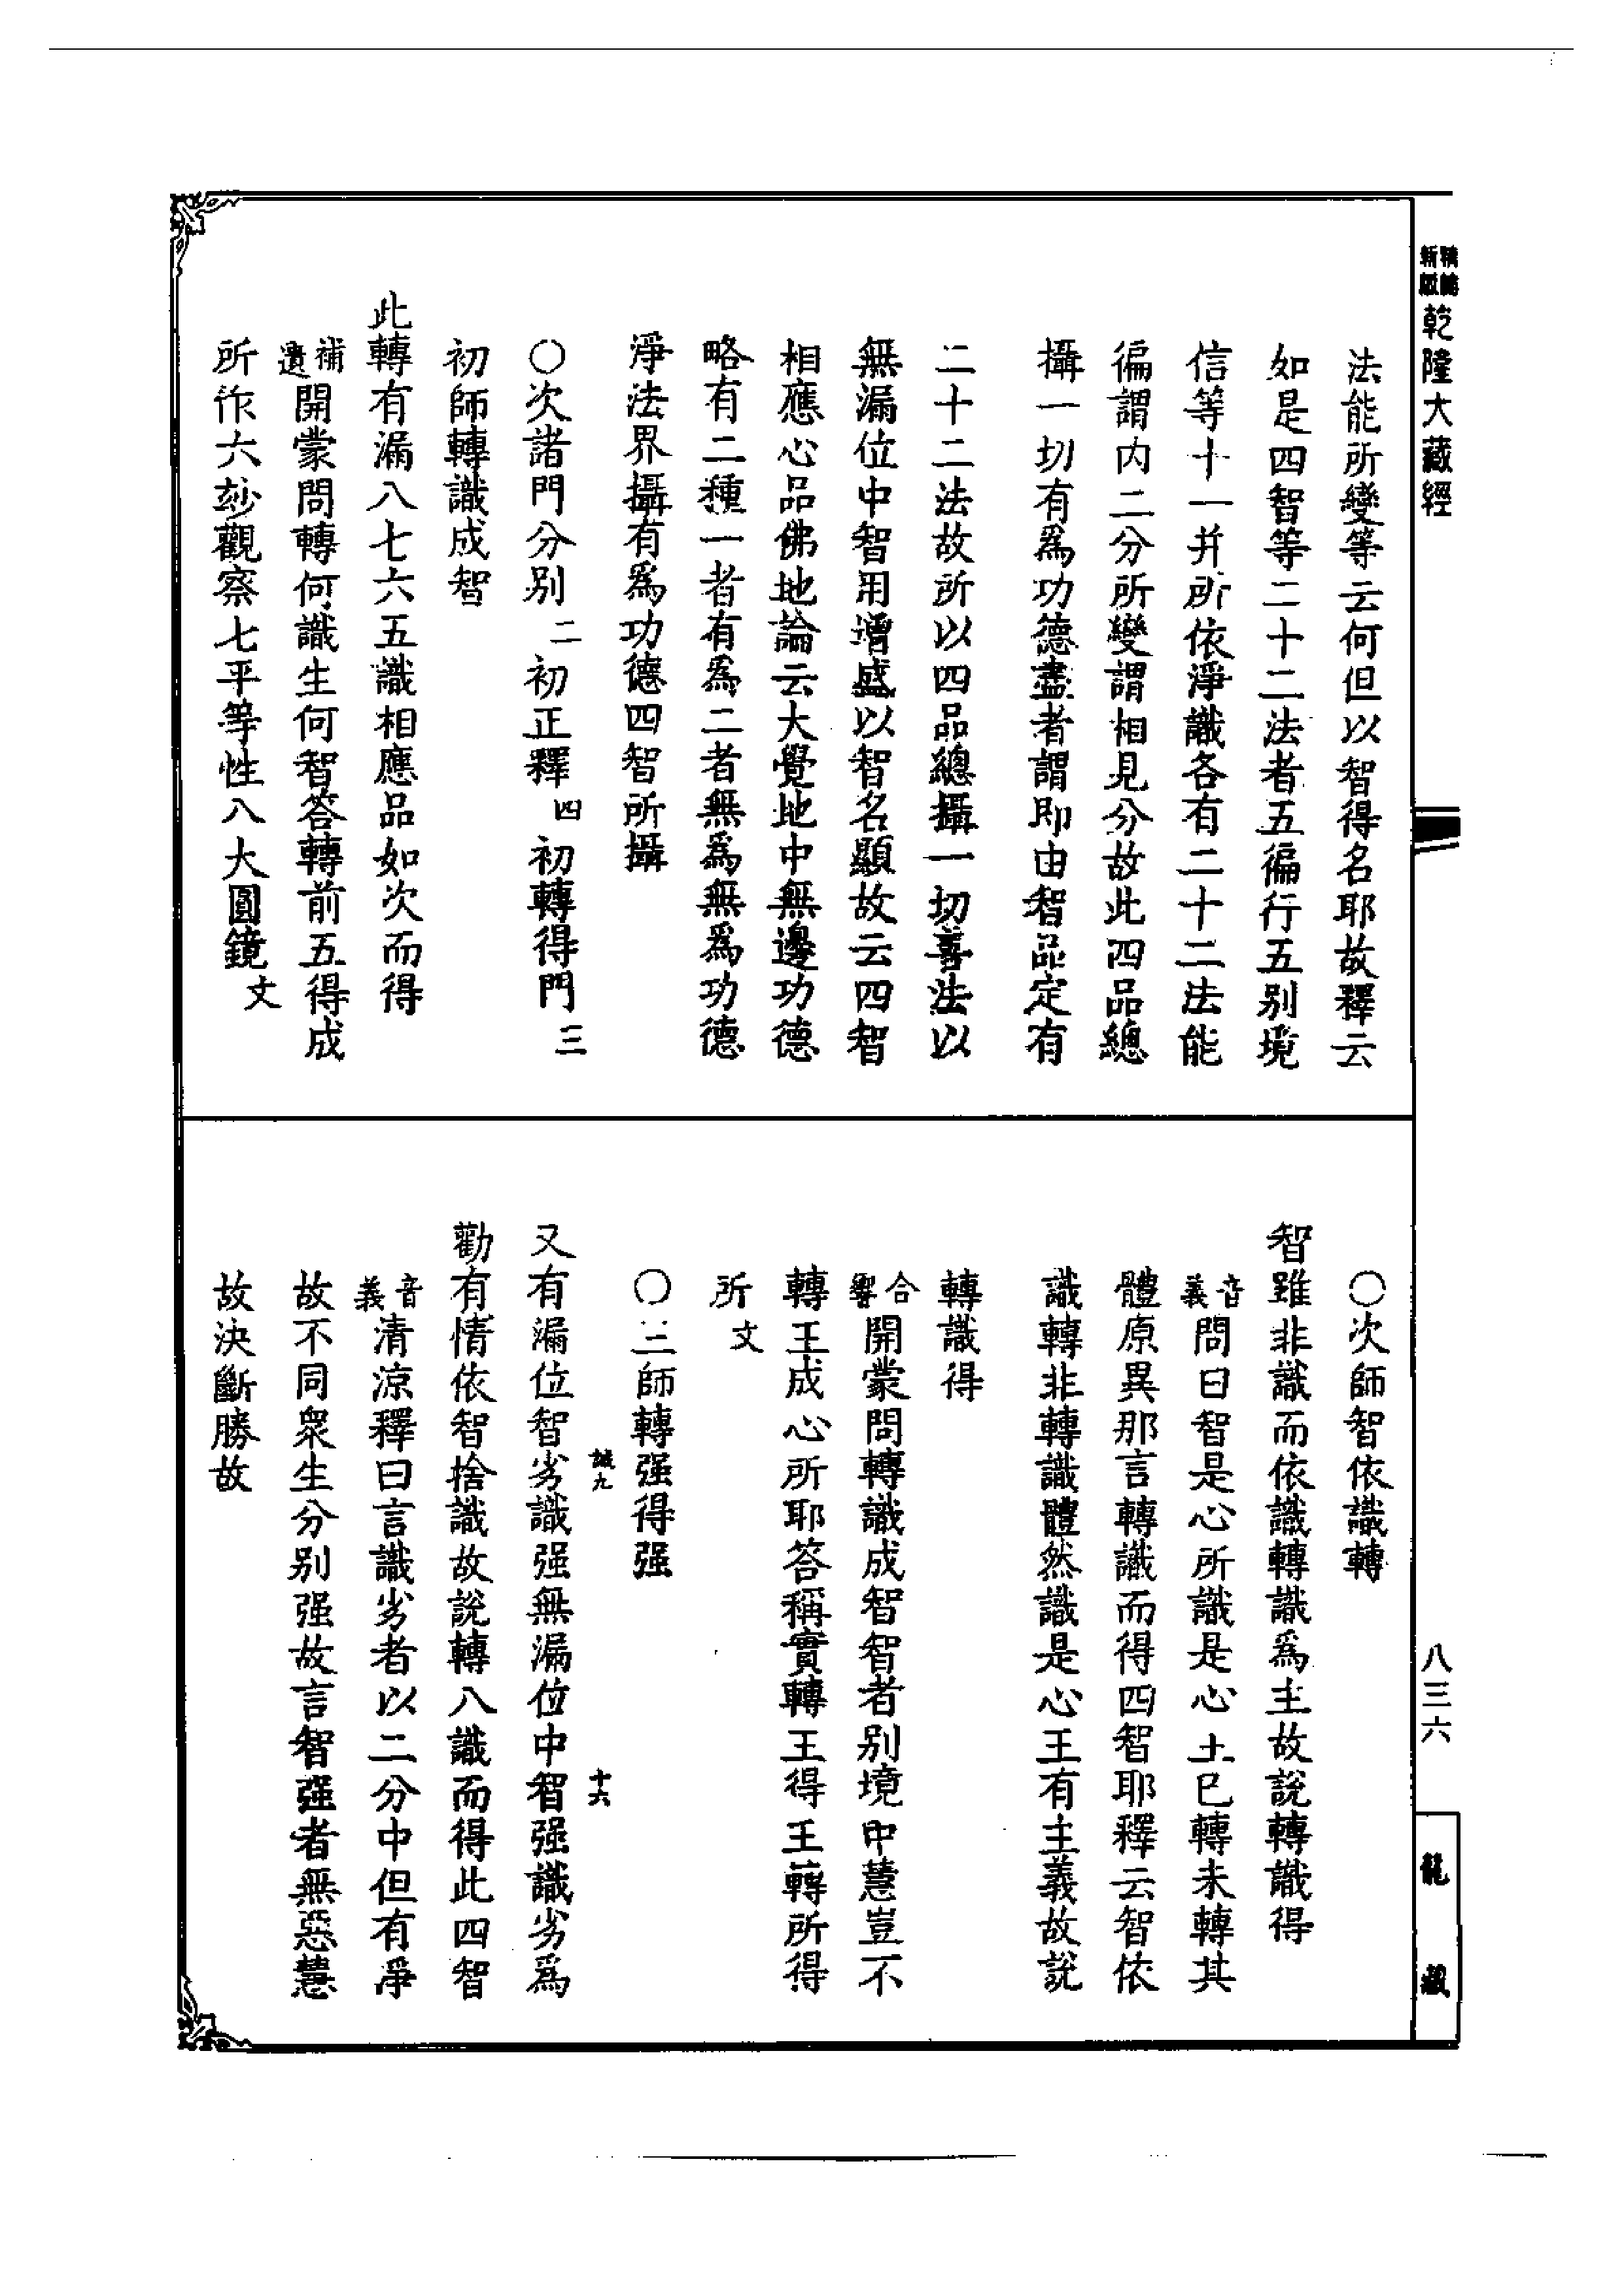 新版
精縮
乾隆大藏經
法能所變等云何但以智得名耶故釋云
如是四智等二十二法者五徧行五别境
信等十一并所依淨識各有二十二法能
徧謂內二分所變謂相見分故此四品總
攝一切有爲功德盡者謂即由智品定有
二十二法故所以四品總攝一切善法以
無漏位中智用增盛以智名顯故云四智
相應心品佛地論云大覺地中無邊功德
略有二種一者有爲二者無爲無爲功德
淨法界攝有爲功德四智所攝
○次諸門分别二初正釋四初轉得門三
初師轉識成智
此轉有漏八七六五識相應品如次而得
補遺開蒙問轉何識生何智答轉前五得成
所作六玅觀察七平等性八大圓鏡文
○次師智依識轉
智雖非識而依識轉識爲主故說轉識得
音義問曰智是心所識是心王已轉未轉其
體原異那言轉識而得四智耶釋云智依
識轉非轉識體然識是心王有主義故說
轉識得
合響開蒙問轉識成智智者别境中慧豈不
轉王成心所耶答稱實轉王得王轉所得
所文
○三師轉强得强
誠九
十六
又有漏位智劣識强無漏位中智强識劣爲
勸有情依智捨識故說轉八識而得此四智
音義清涼釋曰言識劣者以二分中但有淨
故不同衆生分别强故言智强者無惡慧
故決斷勝故
八三六
龍藏